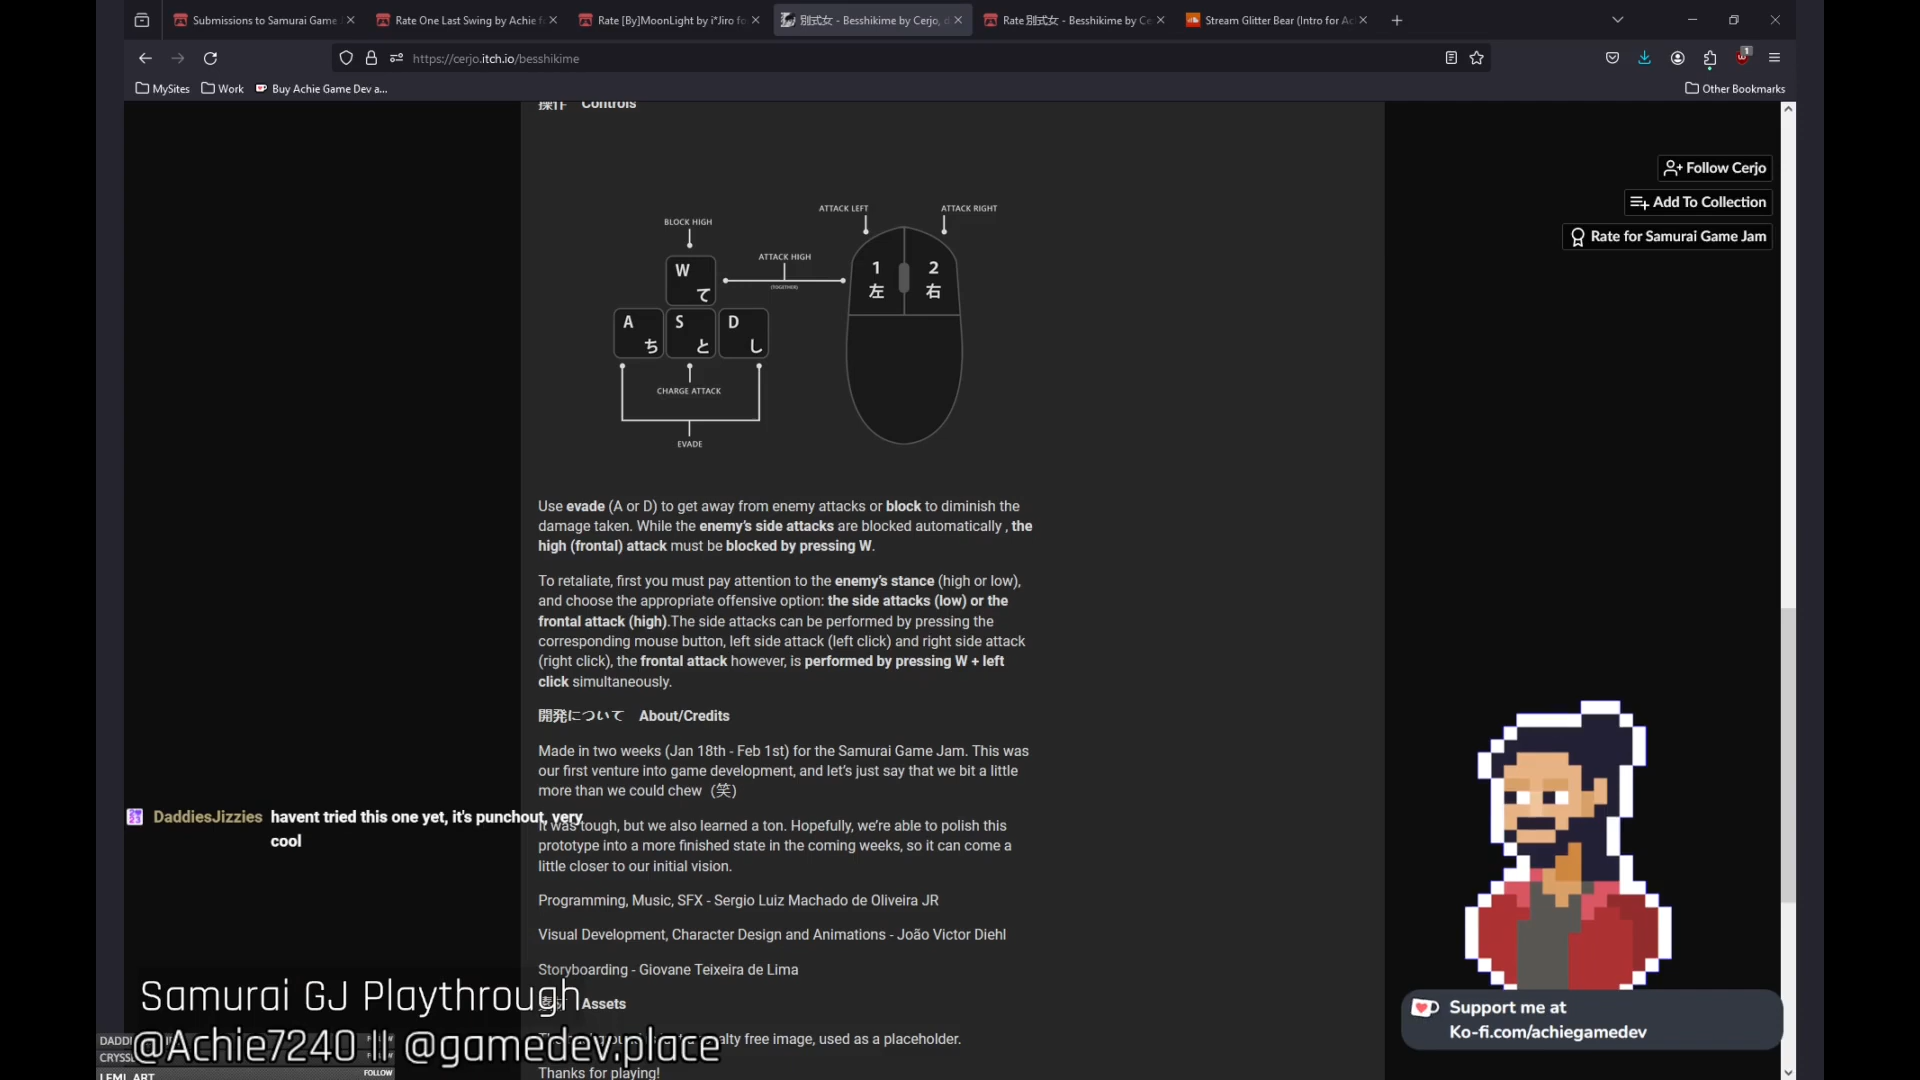 Submissions to Samurai Game J
Rate One Last Swing by Achie f
Rate [By]MoonLight by i*Jiro fo
別式女 - Besshikime by Cerjo, d
Rate 別式女 - Besshikime by Ce
Stream Glitter Bear (Intro for Ac
https://cerjo.itch.io/besshikime
1
MySites
Work
Buy Achie Game Dev a...
Other Bookmarks
操作 Controls
Follow Cerjo
Add To Collection
Rate for Samurai Game Jam
ATTACK LEFT
ATTACK RIGHT
BLOCK HIGH
ATTACK HIGH
(TOGETHER)
W
て
1
左
2
右
A
ち
S
と
D
し
CHARGE ATTACK
EVADE
Use evade (A or D) to get away from enemy attacks or block to diminish the
damage taken. While the enemy’s side attacks are blocked automatically , the
high (frontal) attack must be blocked by pressing W.
To retaliate, first you must pay attention to the enemy’s stance (high or low),
and choose the appropriate offensive option: the side attacks (low) or the
frontal attack (high).The side attacks can be performed by pressing the
corresponding mouse button, left side attack (left click) and right side attack
(right click), the frontal attack however, is performed by pressing W + left
click simultaneously.
開発について About/Credits
Made in two weeks (Jan 18th - Feb 1st) for the Samurai Game Jam. This was
our first venture into game development, and let’s just say that we bit a little
more than we could chew（笑）
It was tough, but we also learned a ton. Hopefully, we’re able to polish this
prototype into a more finished state in the coming weeks, so it can come a
little closer to our initial vision.
Programming, Music, SFX - Sergio Luiz Machado de Oliveira JR
Visual Development, Character Design and Animations - João Victor Diehl
Storyboarding - Giovane Teixeira de Lima
Assets
alty free image, used as a placeholder.
Thanks for playing!
DaddiesJizzies havent tried this one yet, it's punchout, very
cool
Samurai GJ Playthrough
@Achie7240 || @gamedev.place
DADD
CRYSS
LEMI_ART
FOLLOW
Support me at
Ko-fi.com/achiegamedev